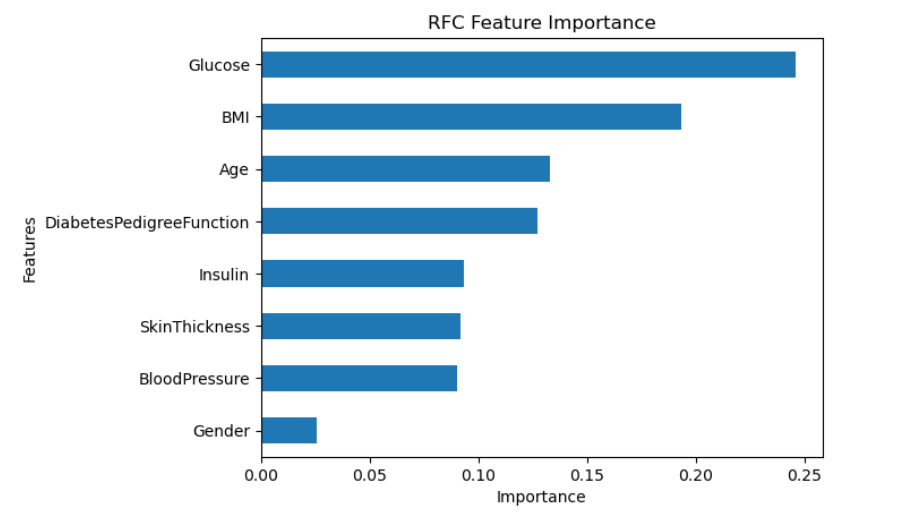 RFC Feature Importance
Glucose
BMI
Age
DiabetesPedigreeFunction
Insulin
SkinThickness
BloodPressure
Gender
Features
0.00 0.05 0.10 0.15 0.20 0.25
Importance